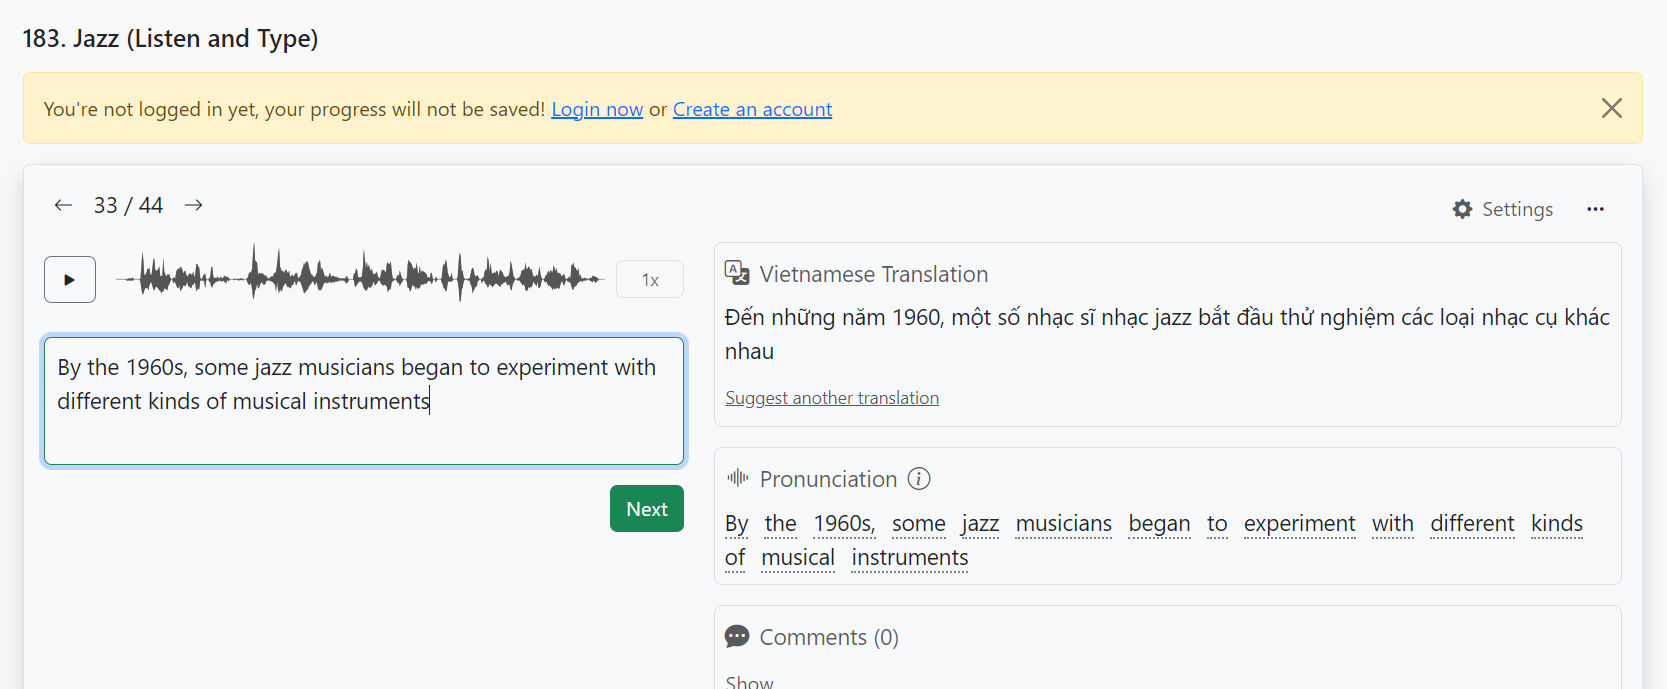 183. Jazz (Listen and Type)
You're not logged in yet, your progress will not be saved! Login now or Create an account
33 / 44
Settings
1x
By the 1960s, some jazz musicians began to experiment with
different kinds of musical instruments
Next
Vietnamese Translation
Đến những năm 1960, một số nhạc sĩ nhạc jazz bắt đầu thử nghiệm các loại nhạc cụ khác
nhau
Suggest another translation
Pronunciation
By the 1960s, some jazz musicians began to experiment with different kinds
of musical instruments
Comments (0)
Show